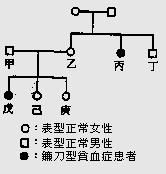 甲 乙 丙 丁
戊 己 庚
○：表型正常女性
□：表型正常男性
●：鐮刀型貧血症患者